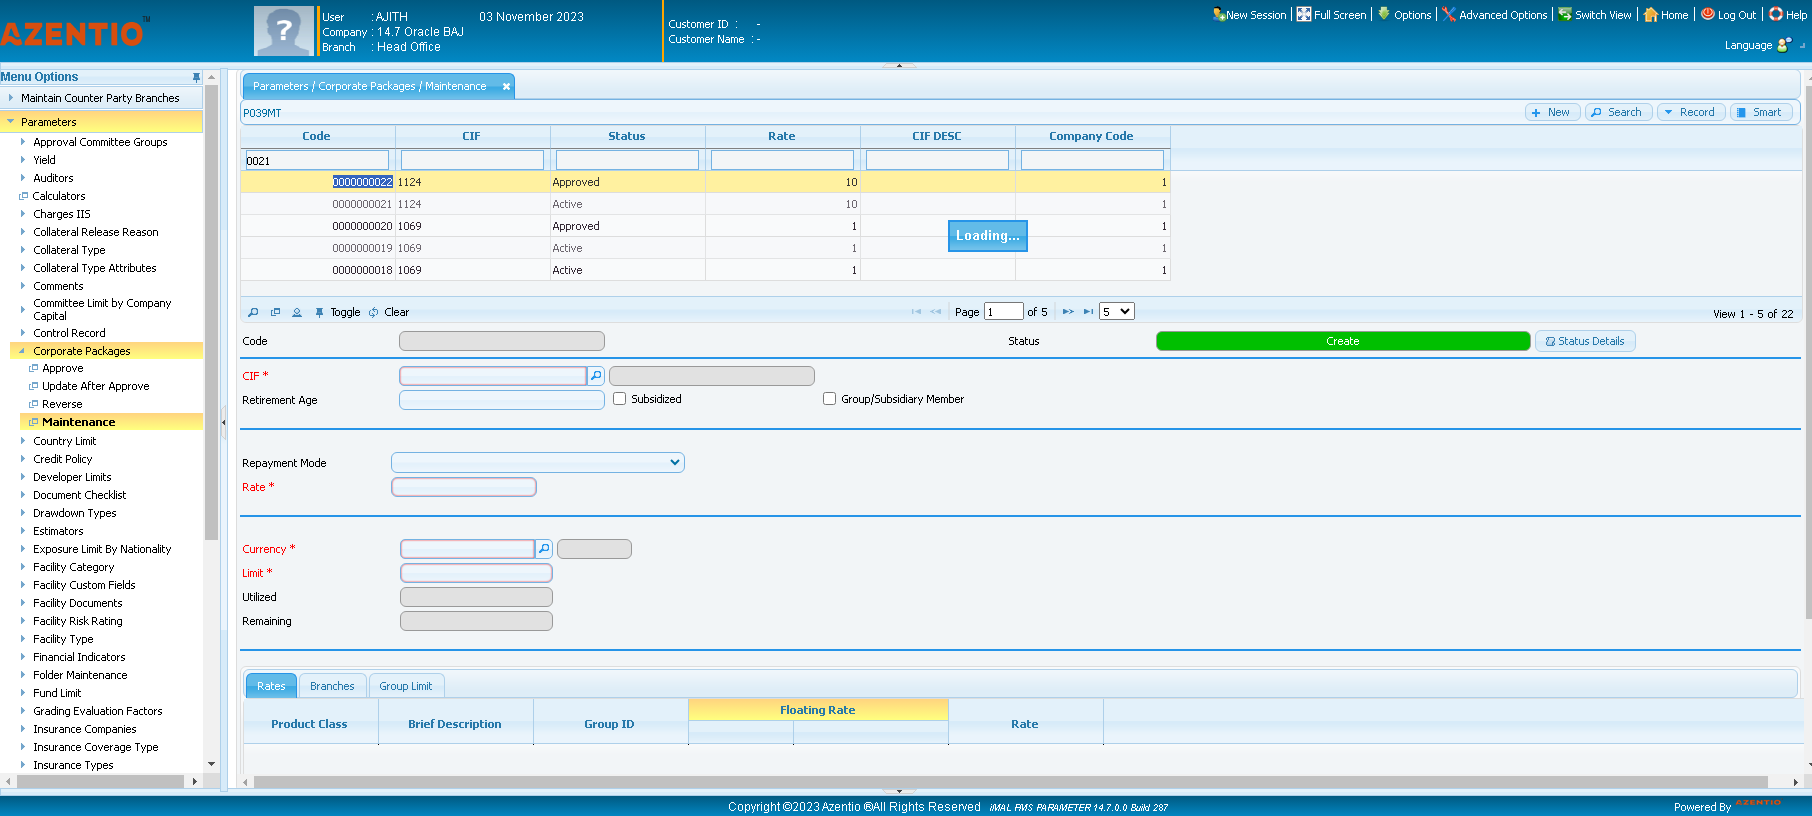 AZENTIO™
User : AJITH 03 November 2023
Company : 14.7 Oracle BAJ
Branch : Head Office
Customer ID : -
Customer Name : -
New Session Full Screen Options Advanced Options Switch View Home Log Out Help
Language
Menu Options
Maintain Counter Party Branches
Parameters
Approval Committee Groups
Yield
Auditors
Calculators
Charges IIS
Collateral Release Reason
Collateral Type
Collateral Type Attributes
Comments
Committee Limit by Company
Capital
Control Record
Corporate Packages
Approve
Update After Approve
Reverse
Maintenance
Country Limit
Credit Policy
Developer Limits
Document Checklist
Drawdown Types
Estimators
Exposure Limit By Nationality
Facility Category
Facility Custom Fields
Facility Documents
Facility Risk Rating
Facility Type
Financial Indicators
Folder Maintenance
Fund Limit
Grading Evaluation Factors
Insurance Companies
Insurance Coverage Type
Insurance Types
Parameters / Corporate Packages / Maintenance
P039MT
New Search Record Smart
Code CIF Status Rate CIF DESC Company Code
0021
0000000022 1124 Approved 10 1
0000000021 1124 Active 10 1
0000000020 1069 Approved 1 1
0000000019 1069 Active 1 1
0000000018 1069 Active 1 1
Loading...
Toggle Clear Page 1 of 5 5 View 1 - 5 of 22
Code Status Create Status Details
CIF *
Retirement Age Subsidized Group/Subsidiary Member
Repayment Mode
Rate *
Currency *
Limit *
Utilized
Remaining
Rates Branches Group Limit
Product Class Brief Description Group ID Floating Rate Rate
Copyright ©2023 Azentio ®All Rights Reserved iMAL PMS PARAMETER 14.7.0.0 Build 287
Powered By AZENTIO